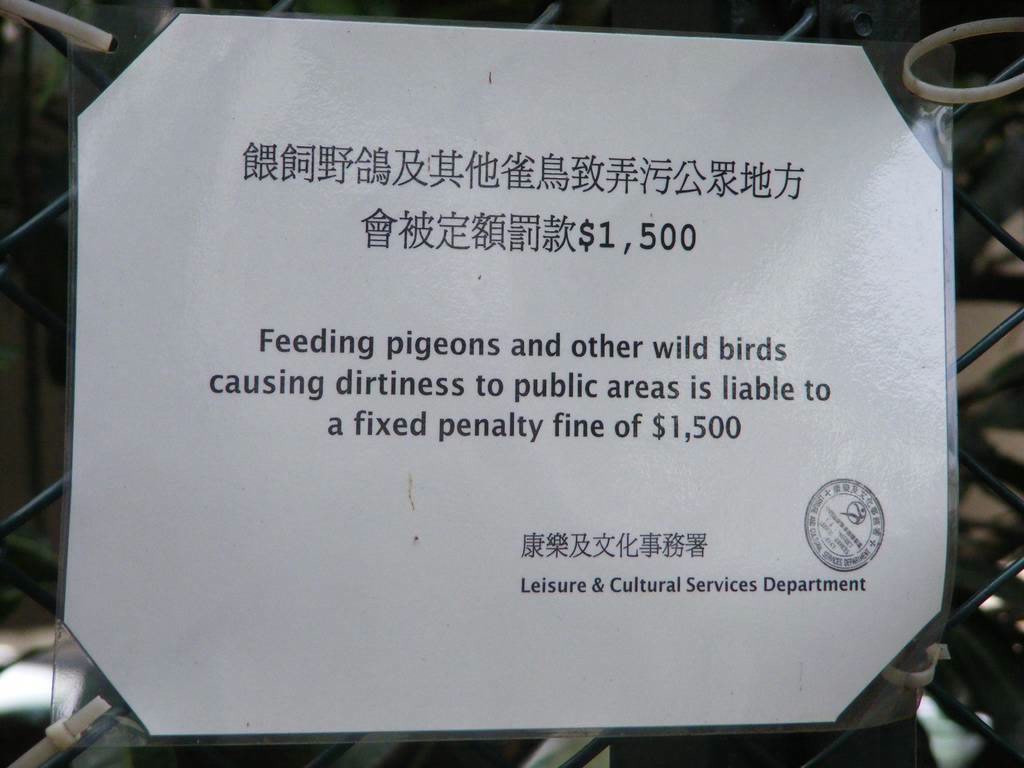 餵飼野鴿及其他雀鳥致弄污公眾地方
會被定額罰款$1,500
Feeding pigeons and other wild birds
causing dirtiness to public areas is liable to
a fixed penalty fine of $1,500
康樂及文化事務署
Leisure & Cultural Services Department